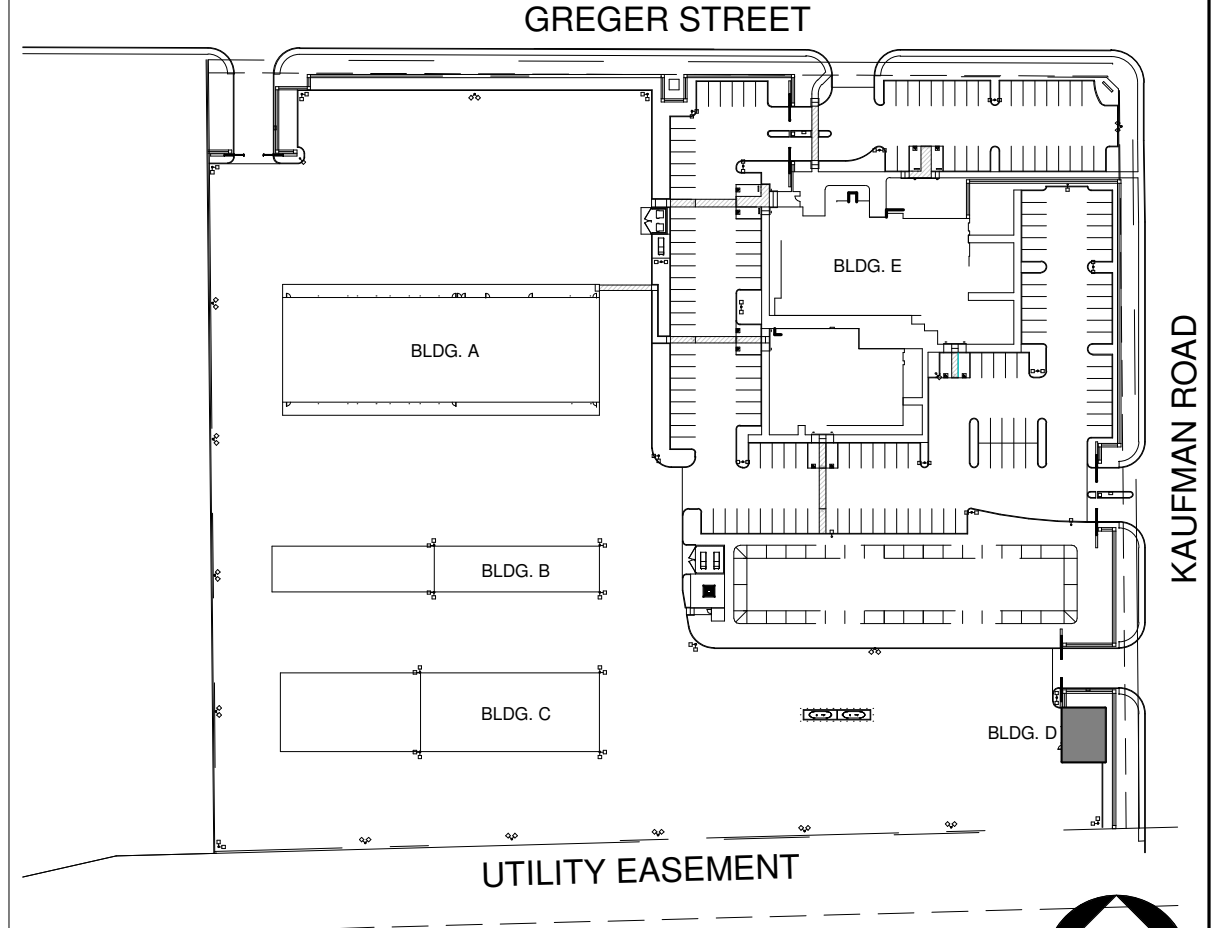 GREGER STREET
BLDG. E
BLDG. A
KAUFMAN ROAD
BLDG. B
BLDG. C
BLDG. D
UTILITY EASEMENT